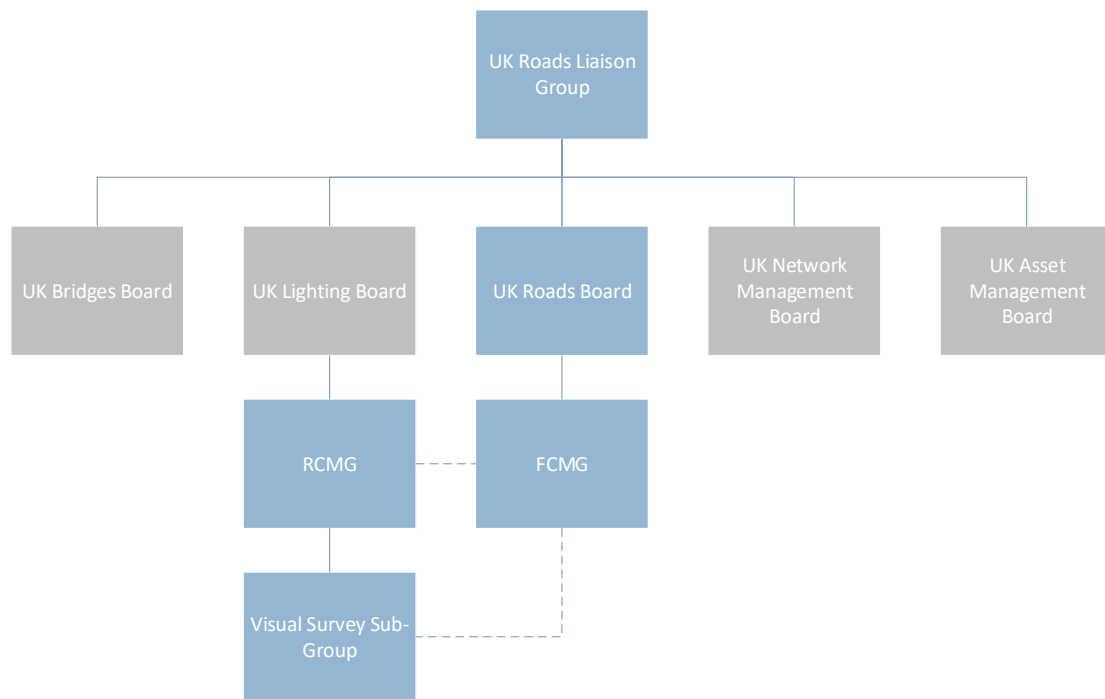 UK Roads Liaison
Group
UK Bridges Board
UK Lighting Board
UK Roads Board
UK Network
Management
Board
UK Asset
Management
Board
RCMG
FCMG
Visual Survey Sub-
Group